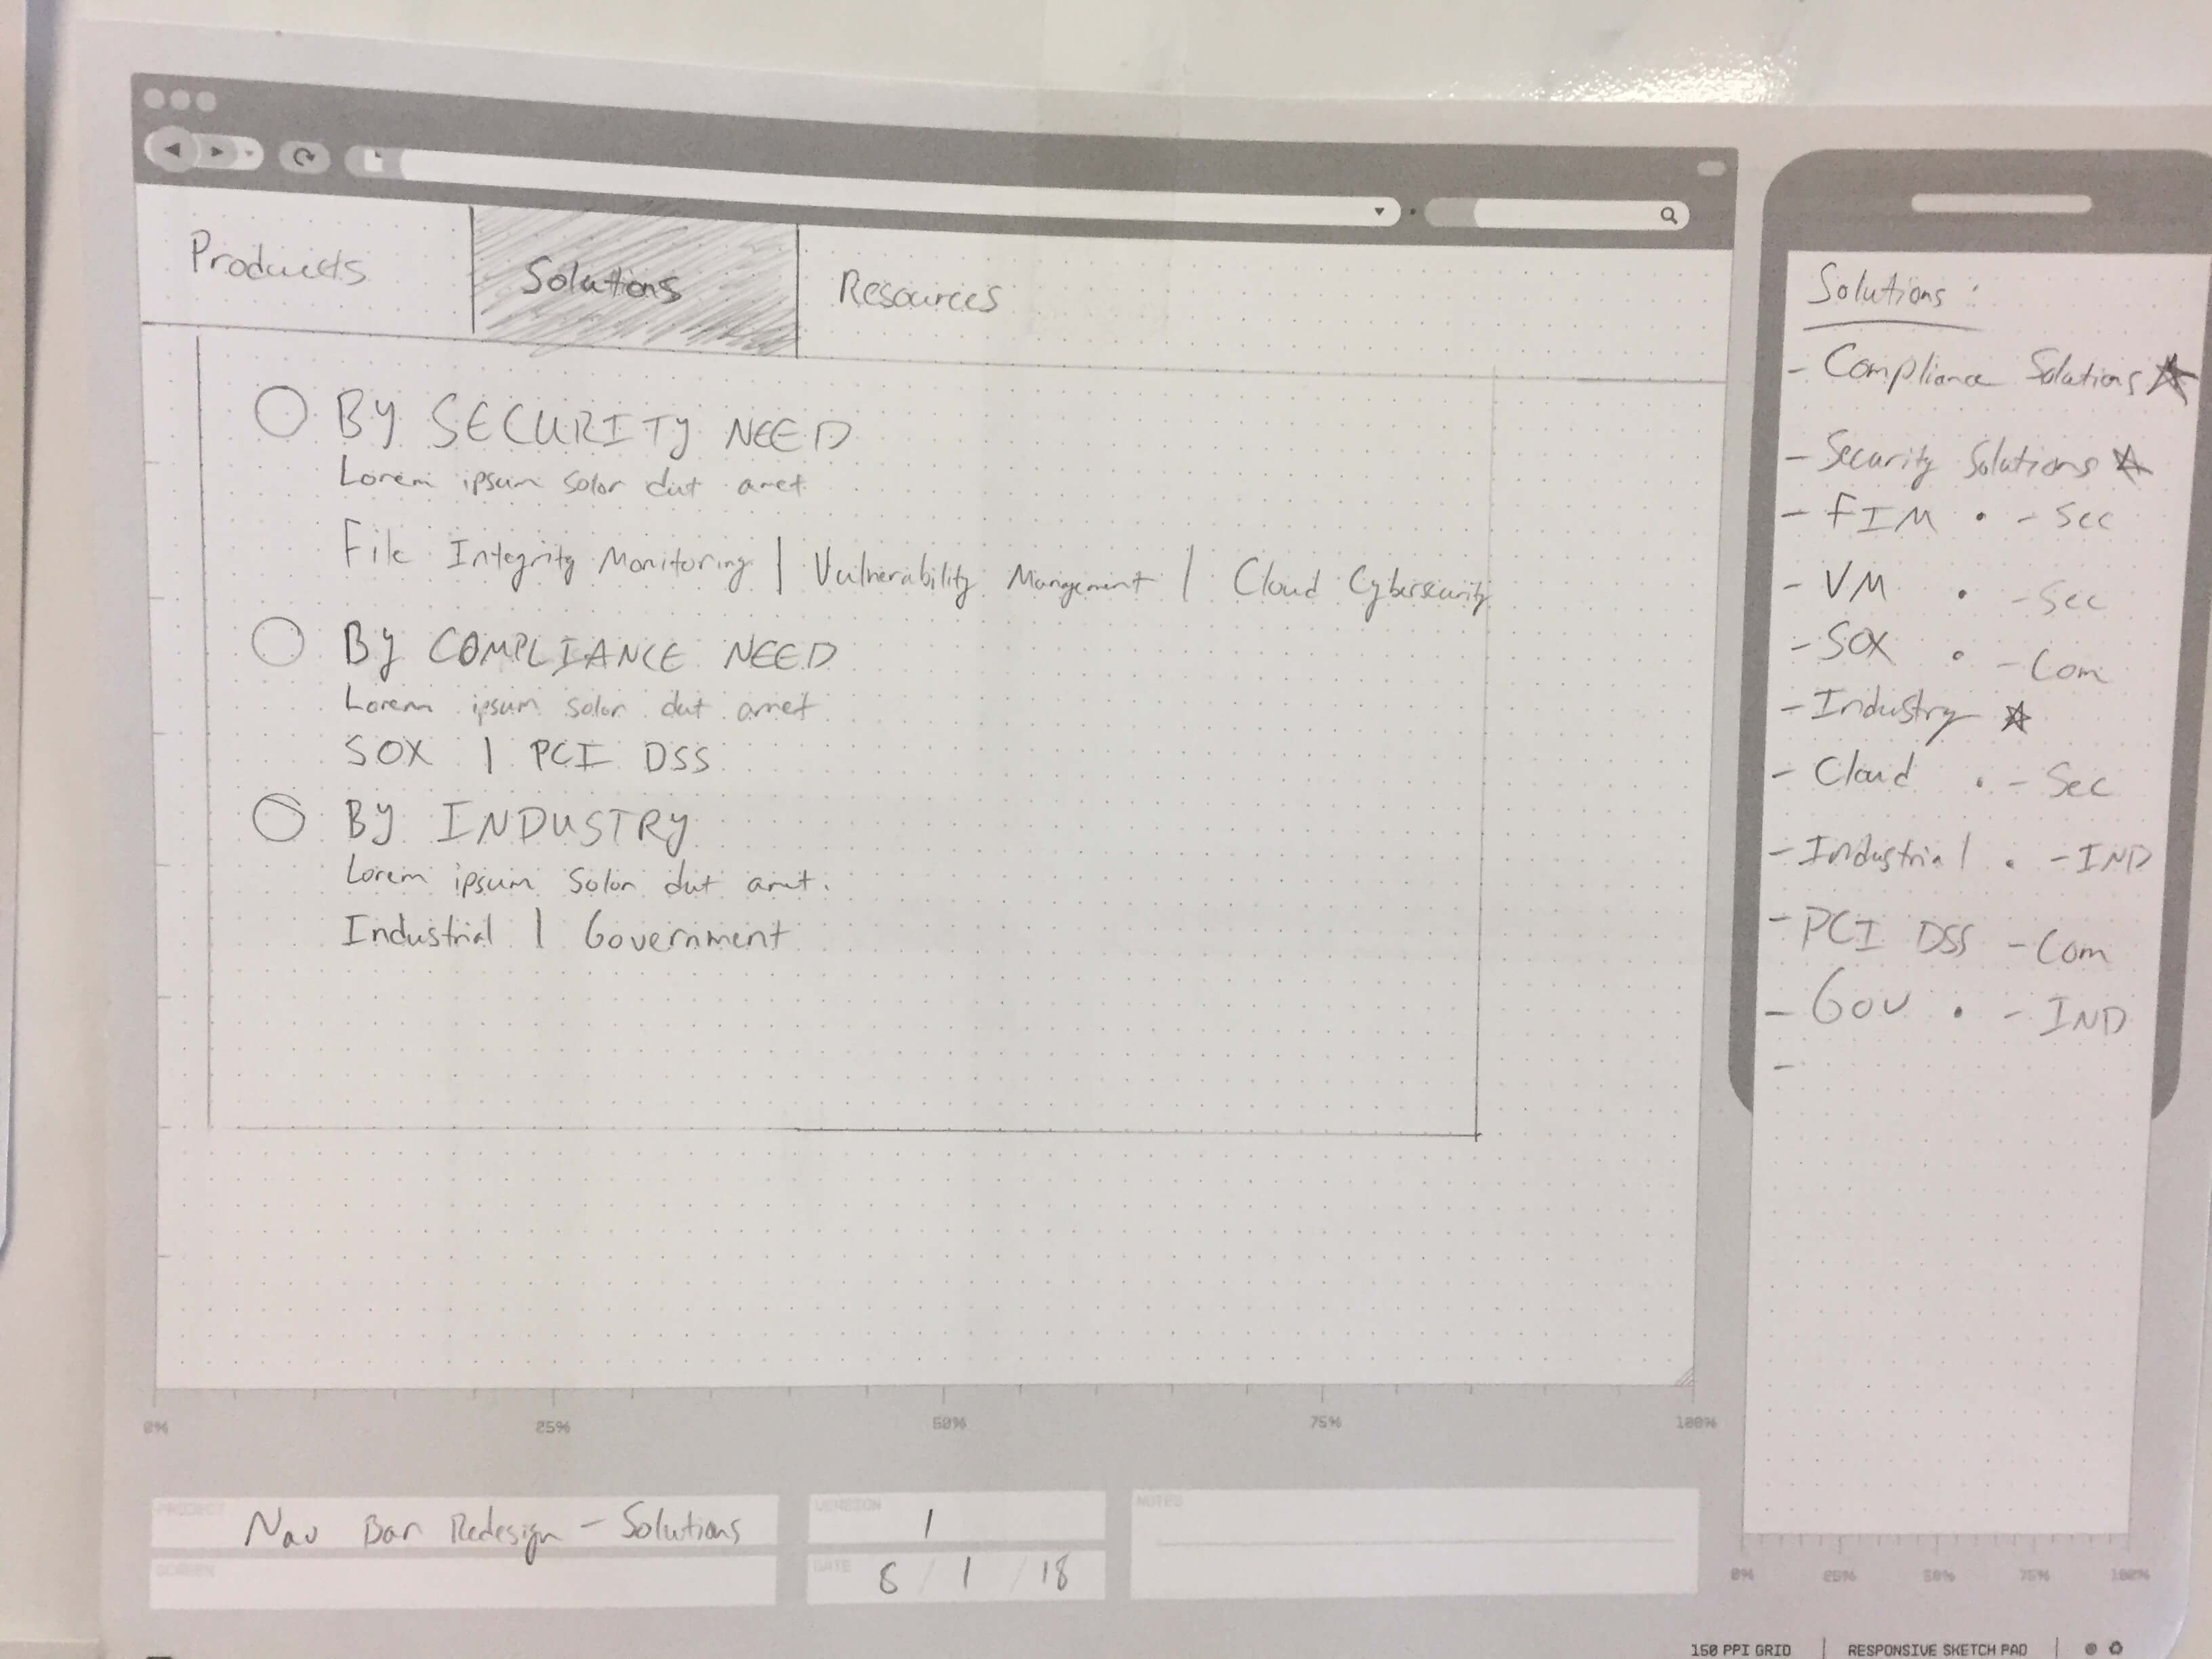 Products
Solutions
Resources
BY SECURITY NEED
Lorem ipsum solor dut amet
File Integrity Monitoring | Vulnerability Management | Cloud Cybersecurity
BY COMPLIANCE NEED
Lorem ipsum solor dut amet
SOX | PCI DSS
BY INDUSTRY
Lorem ipsum solor dut amet.
Industrial | Government
Solutions:
- Compliance Solutions ★
- Security Solutions ★
- FIM • - Sec
- VM • - Sec
- SOX • - Com
- Industry ★
- Cloud • - Sec
- Industrial • - IND
- PCI DSS - Com
- Gov • - IND
-
0% 25% 50% 75% 100%
0% 25% 50% 75% 100%
PROJECT Nav Bar Redesign - Solutions
SCREEN
VERSION 1
DATE /1/18
NOTES
150 PPI GRID | RESPONSIVE SKETCH PAD |